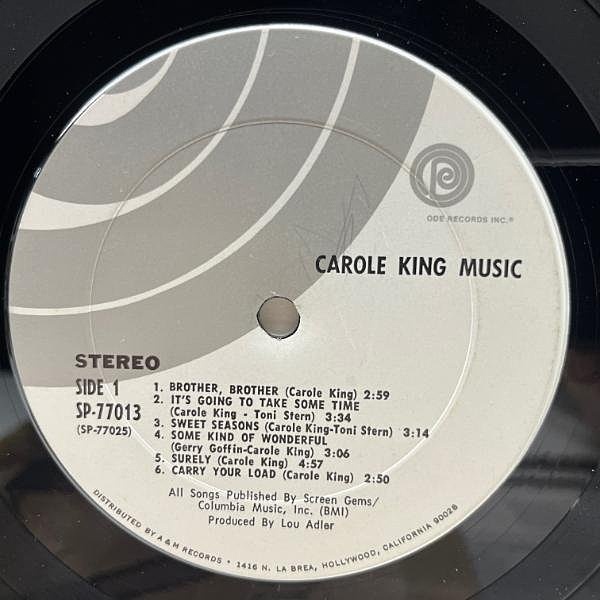 ODE RECORDS INC.®
CAROLE KING MUSIC
STEREO
SIDE 1
SP-77013
(SP-77025)
1. BROTHER, BROTHER (Carole King) 2:59
2. IT'S GOING TO TAKE SOME TIME
(Carole King - Toni Stern) 3:34
3. SWEET SEASONS (Carole King-Toni Stern) 3:14
4. SOME KIND OF WONDERFUL
(Gerry Goffin-Carole King) 3:06
5. SURELY (Carole King) 4:57
6. CARRY YOUR LOAD (Carole King) 2:50
All Songs Published By Screen Gems/
Columbia Music, Inc. (BMI)
Produced By Lou Adler
DISTRIBUTED BY A & M RECORDS • 1416 N. LA BREA, HOLLYWOOD, CALIFORNIA 90028